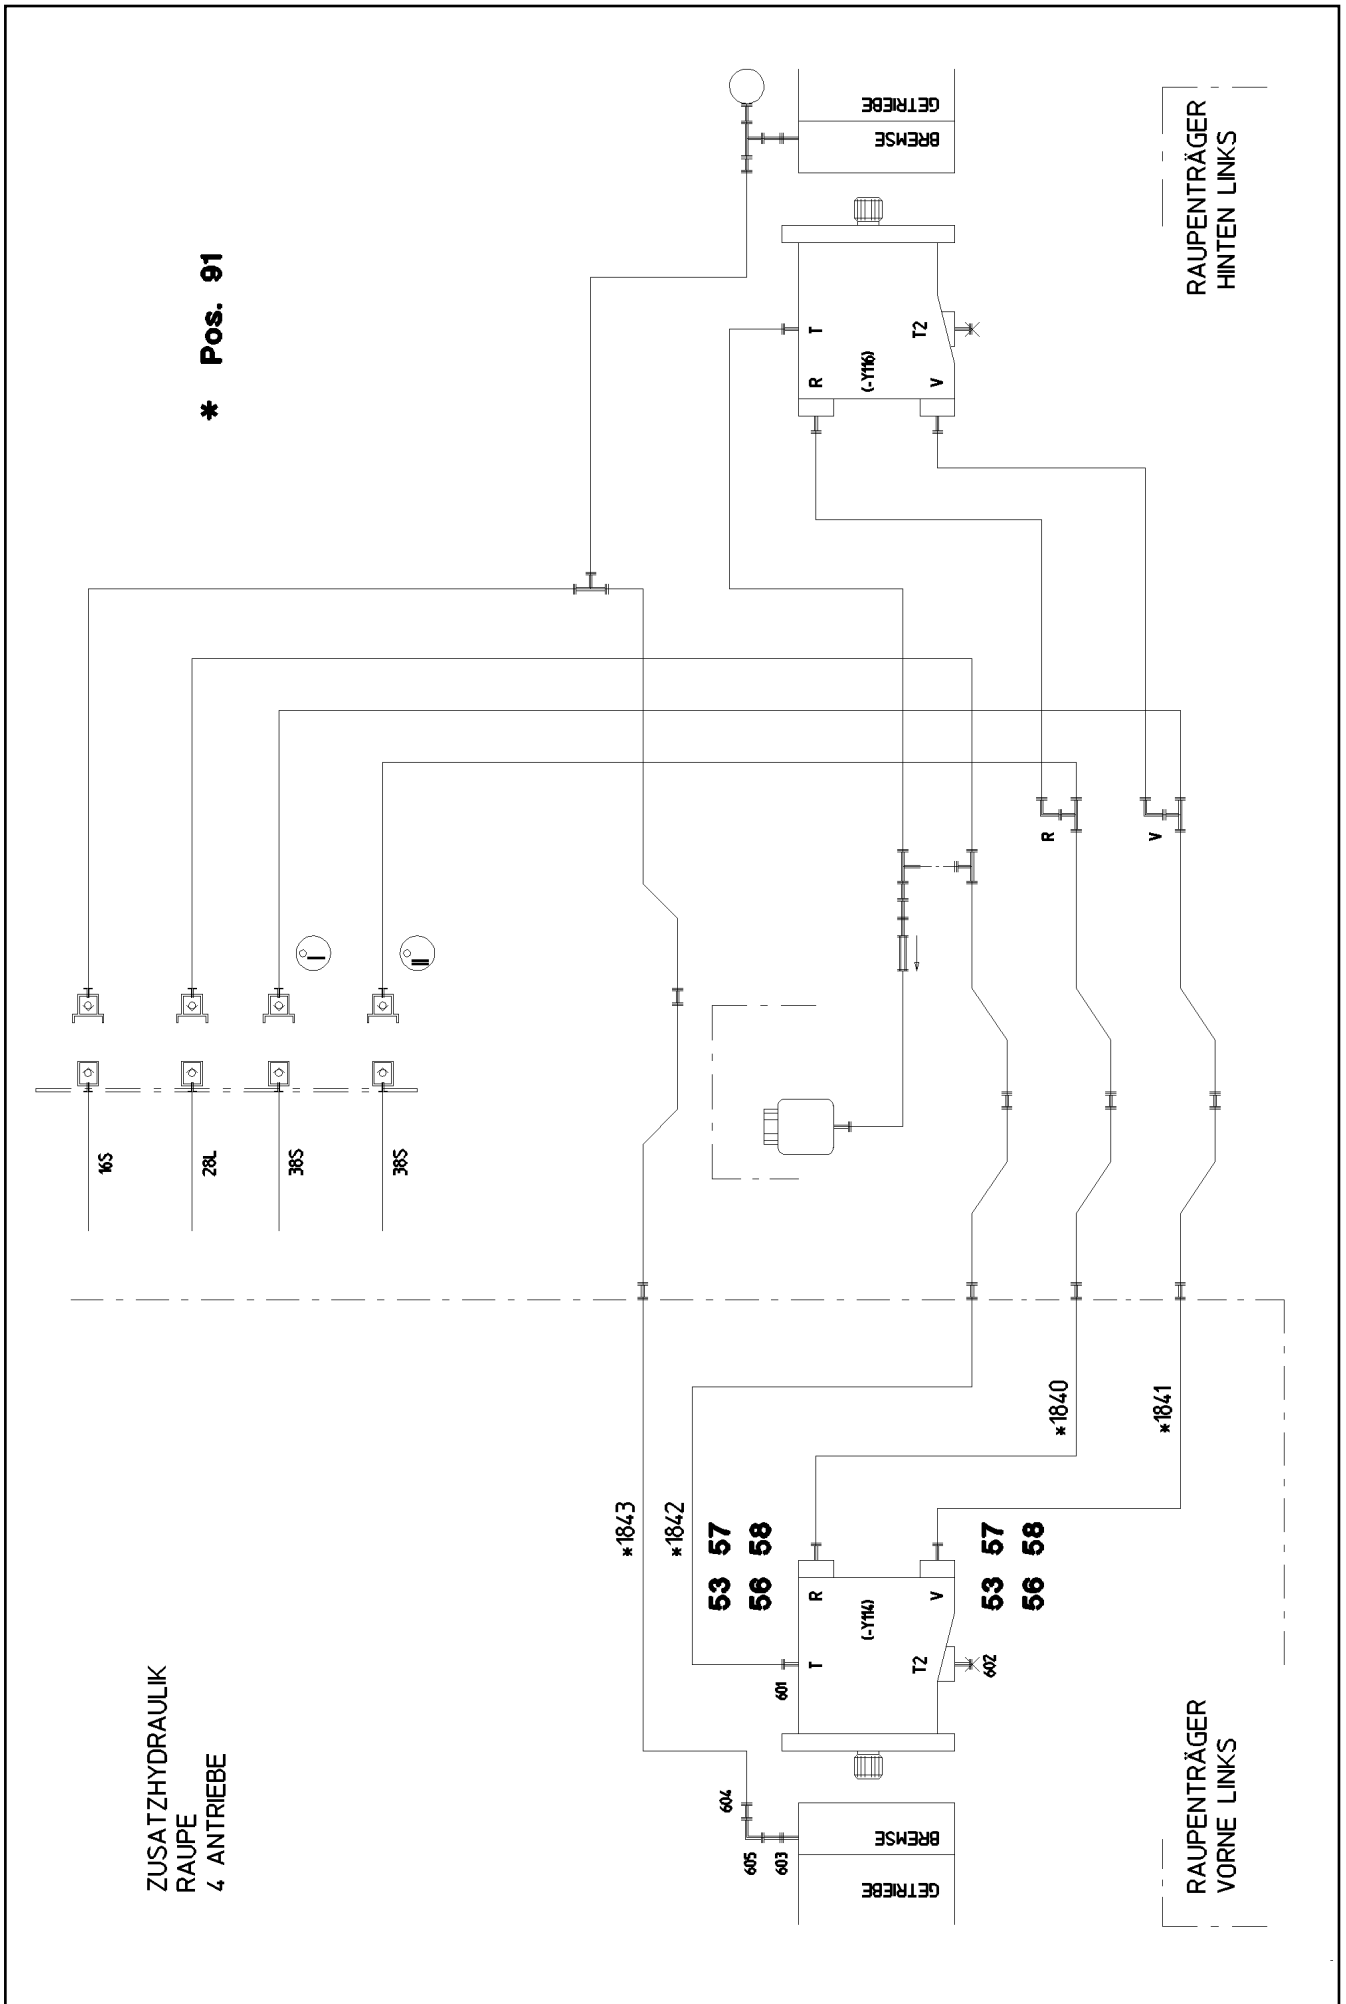 ZUSATZHYDRAULIK
RAUPE
4 ANTRIEBE
* Pos. 91
16S
28L
38S
I
38S
III
*1843
*1842
53 57
56 58
*1840
*1841
53 57
56 58
604
605
603
BREMSE
GETRIEBE
601
T
R
(-Y114)
T2
V
602
RAUPENTRÄGER
VORNE LINKS
R
V
R
T
(-Y116)
V
T2
BREMSE
GETRIEBE
RAUPENTRÄGER
HINTEN LINKS